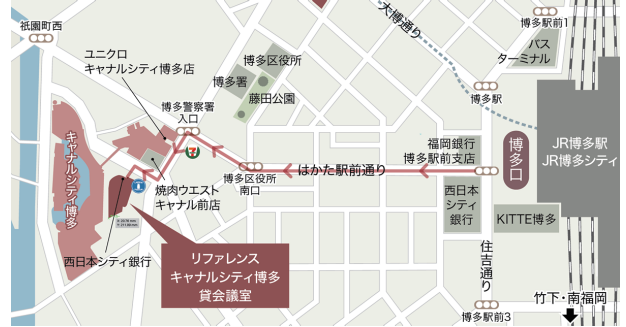 祇園町西
大博通り
博多駅前1
ユニクロ
キャナルシティ博多店
博多区役所
博多署
バス
ターミナル
藤田公園
博多警察署
入口
博多駅
福岡銀行
博多駅前支店
博多口
JR博多駅
JR博多シティ
キャナルシティ博多
7
はかた駅前通り
博多区役所
南口
焼肉ウエスト
キャナル前店
西日本
シティ
銀行
KITTE博多
西日本シティ銀行
リファレンス
キャナルシティ博多
貸会議室
住吉通り
竹下・南福岡
博多駅前3